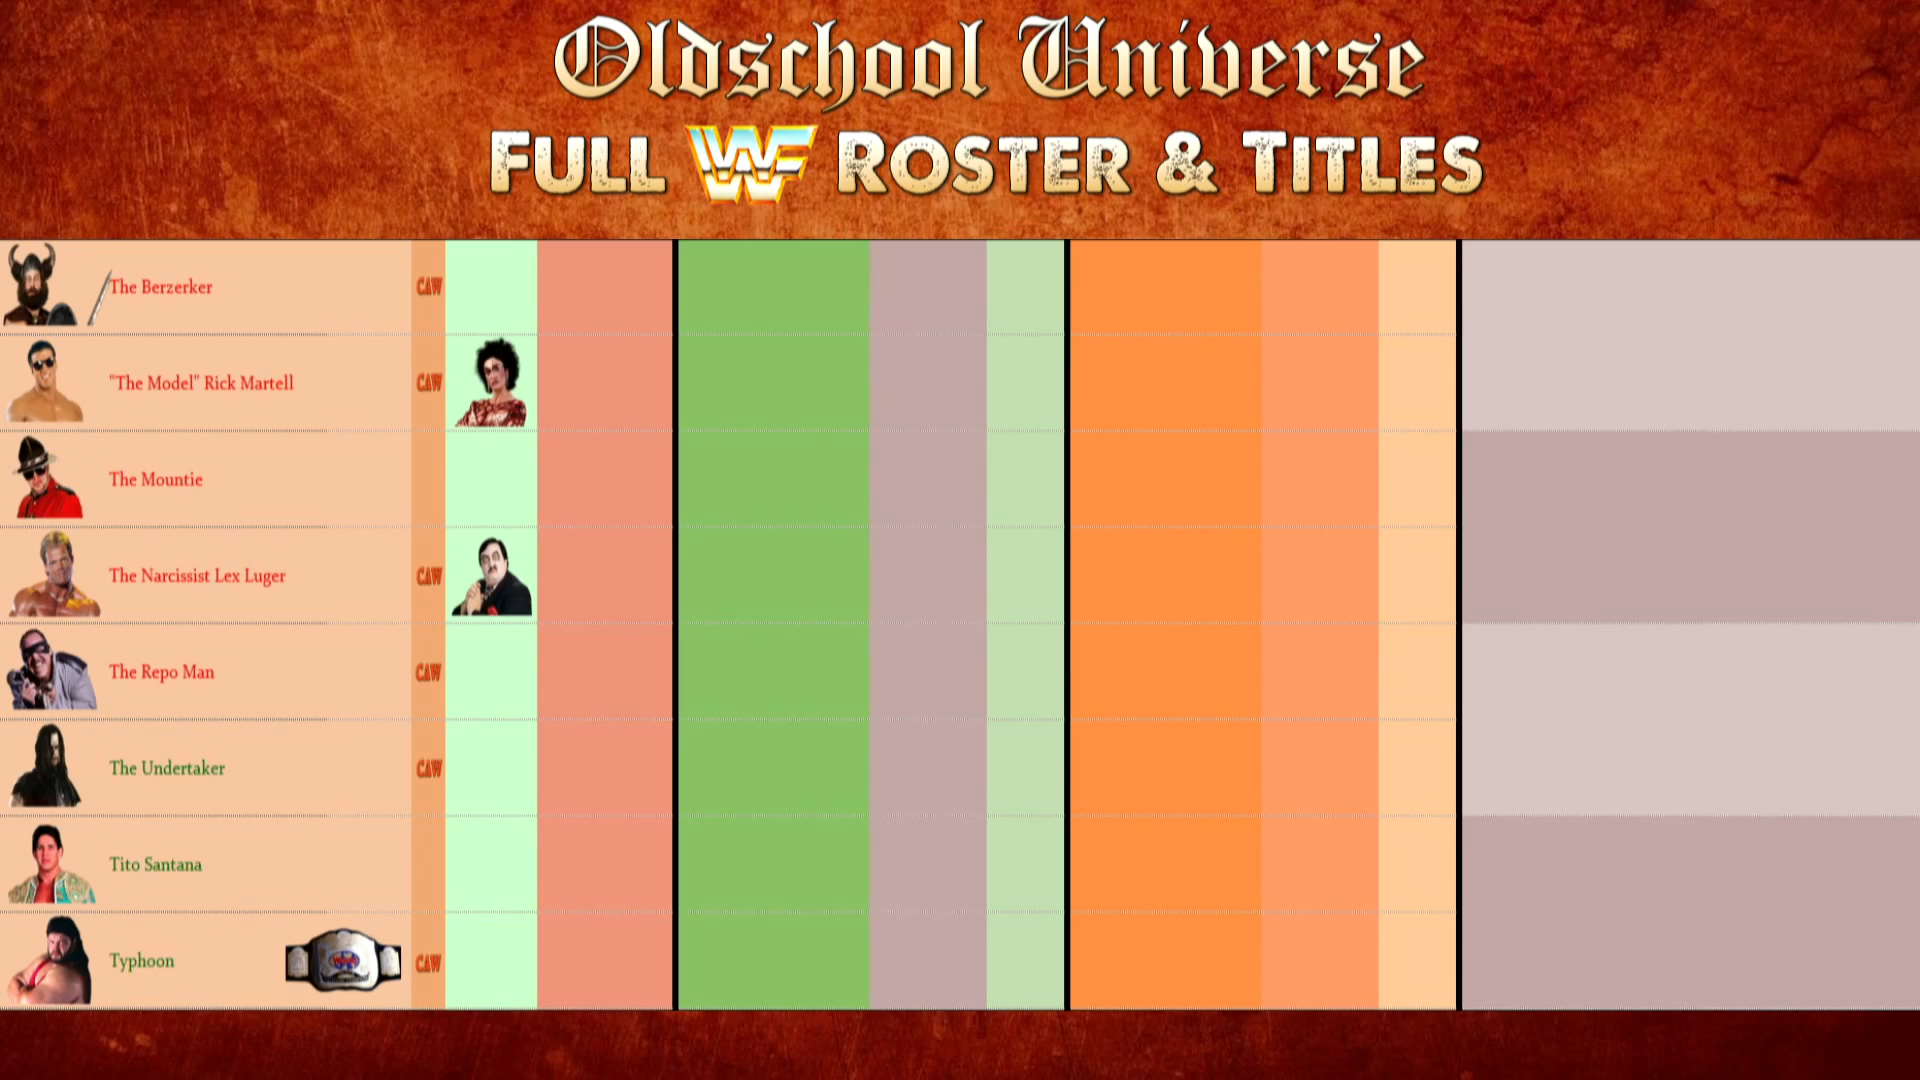 Oldschool Universe
FULL WWF ROSTER & TITLES
The Berzerker CAW
"The Model" Rick Martell CAW
The Mountie
The Narcissist Lex Luger CAW
The Repo Man CAW
The Undertaker CAW
Tito Santana
Typhoon CAW